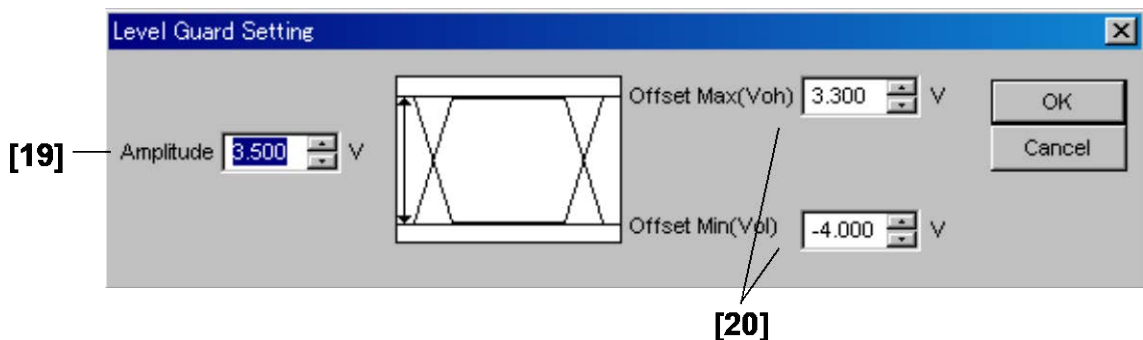 Level Guard Setting
[19]
Amplitude 3.500 V
Offset Max(Voh) 3.300 V
Offset Min(Vol) -4.000 V
OK
Cancel
[20]